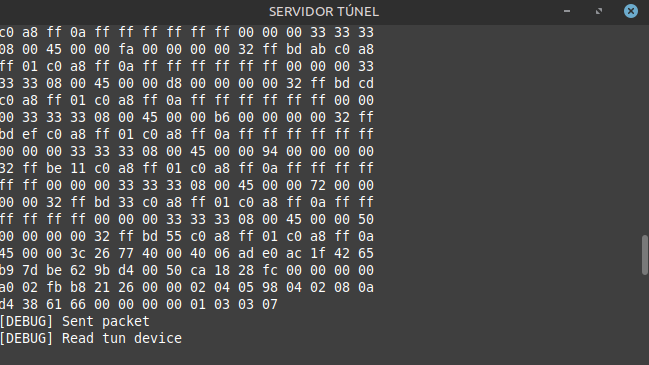 SERVIDOR TÚNEL
c0 a8 ff 0a ff ff ff ff ff ff ff 00 00 00 33 33 33
08 00 45 00 00 fa 00 00 00 00 32 ff bd ab c0 a8
ff 01 c0 a8 ff 0a ff ff ff ff ff ff 00 00 00 33
33 33 08 00 45 00 00 d8 00 00 00 00 32 ff bd cd
c0 a8 ff 01 c0 a8 ff 0a ff ff ff ff ff ff 00 00
00 33 33 33 08 00 45 00 00 b6 00 00 00 00 32 ff
bd ef c0 a8 ff 01 c0 a8 ff 0a ff ff ff ff ff ff
00 00 00 33 33 33 08 00 45 00 00 94 00 00 00 00
32 ff be 11 c0 a8 ff 01 c0 a8 ff 0a ff ff ff ff
ff ff 00 00 00 33 33 33 08 00 45 00 00 72 00 00
00 00 32 ff bd 33 c0 a8 ff 01 c0 a8 ff 0a ff ff
ff ff ff ff 00 00 00 33 33 33 08 00 45 00 00 50
00 00 00 00 32 ff bd 55 c0 a8 ff 01 c0 a8 ff 0a
45 00 00 3c 26 77 40 00 40 06 ad e0 ac 1f 42 65
b9 7d be 62 9b d4 00 50 ca 18 28 fc 00 00 00 00
a0 02 fb b8 21 26 00 00 02 04 05 98 04 02 08 0a
d4 38 61 66 00 00 00 00 01 03 03 07
[DEBUG] Sent packet
[DEBUG] Read tun device